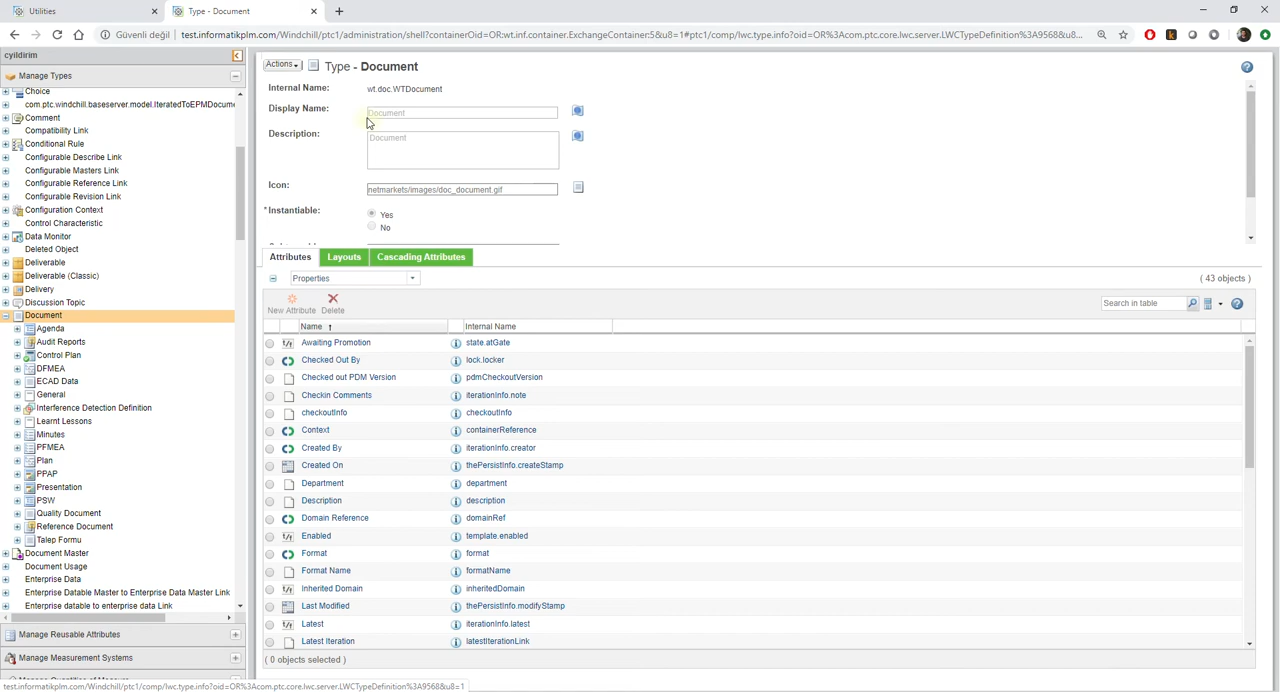 Utilities
Type - Document
Güvenli değil
test.informatikplm.com/Windchill/ptc1/administration/shell?containerOid=OR:wt.inf.container.ExchangeContainer:5&u8=1#ptc1/comp/lwc.type.info?oid=OR%3Acom.ptc.core.lwc.server.LWCTypeDefinition%3A9568&u8...
cyildirim
Manage Types
Choice
com.ptc.windchill.baseserver.model.IteratedToEPMDocum
Comment
Compatibility Link
Conditional Rule
Configurable Describe Link
Configurable Masters Link
Configurable Reference Link
Configurable Revision Link
Configuration Context
Control Characteristic
Data Monitor
Deleted Object
Deliverable
Deliverable (Classic)
Delivery
Discussion Topic
Document
Agenda
Audit Reports
Control Plan
DFMEA
ECAD Data
General
Interference Detection Definition
Learnt Lessons
Minutes
PFMEA
Plan
PPAP
Presentation
PSW
Quality Document
Reference Document
Talep Formu
Document Master
Document Usage
Enterprise Data
Enterprise Datable Master to Enterprise Data Master Link
Enterprise datable to enterprise data Link
Manage Reusable Attributes
Manage Measurement Systems
test.informatikplm.com/Windchill/ptc1/comp/lwc.type.info?oid=OR%3Acom.ptc.core.lwc.server.LWCTypeDefinition%3A9568&u8=1
Actions
Type - Document
Internal Name: wt.doc.WTDocument
Display Name: Document
Description: Document
Icon: netmarkets/images/doc_document.gif
*Instantiable: Yes
No
Attributes Layouts Cascading Attributes
Properties ( 43 objects )
New Attribute Delete Search in table
Name Internal Name
Awaiting Promotion state.atGate
Checked Out By lock.locker
Checked out PDM Version pdmCheckoutVersion
Checkin Comments iterationInfo.note
checkoutInfo checkoutInfo
Context containerReference
Created By iterationInfo.creator
Created On thePersistInfo.createStamp
Department department
Description description
Domain Reference domainRef
Enabled template.enabled
Format format
Format Name formatName
Inherited Domain inheritedDomain
Last Modified thePersistInfo.modifyStamp
Latest iterationInfo.latest
Latest Iteration latestIterationLink
( 0 objects selected )